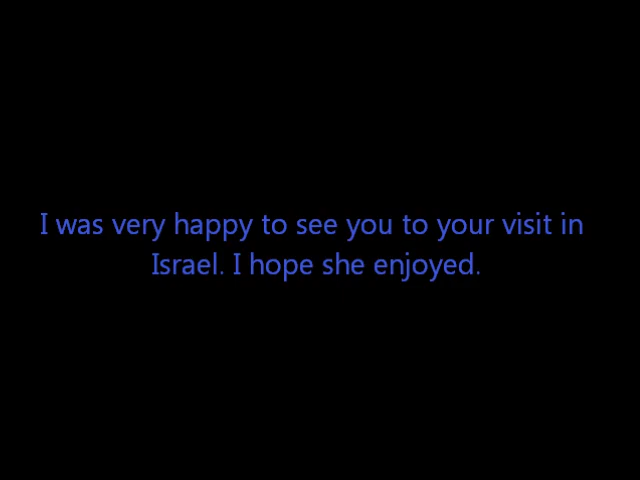 I was very happy to see you to your visit in
Israel. I hope she enjoyed.